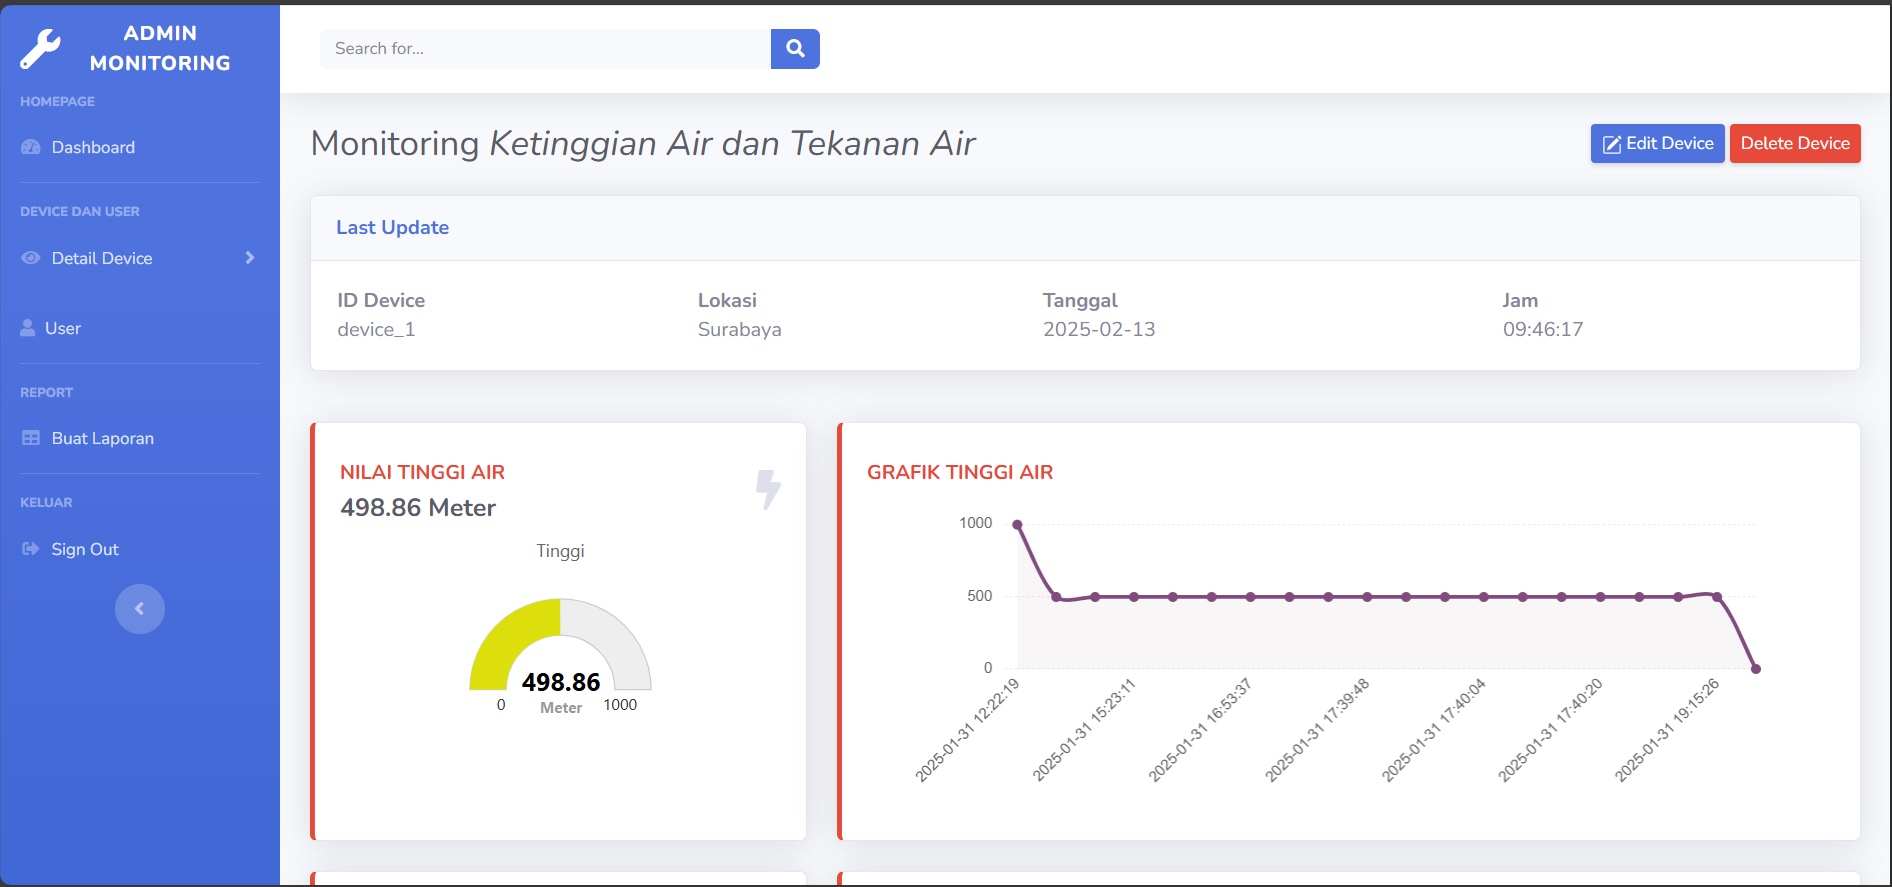 ADMIN
MONITORING
HOMEPAGE
Dashboard
DEVICE DAN USER
Detail Device
User
REPORT
Buat Laporan
KELUAR
Sign Out
Search for...
Monitoring Ketinggian Air dan Tekanan Air
Edit Device
Delete Device
Last Update
ID Device
device_1
Lokasi
Surabaya
Tanggal
2025-02-13
Jam
09:46:17
NILAI TINGGI AIR
498.86 Meter
Tinggi
498.86
0
Meter
1000
GRAFIK TINGGI AIR
1000
500
0
2025-01-31 12:22:19
2025-01-31 15:23:11
2025-01-31 16:53:37
2025-01-31 17:39:48
2025-01-31 17:40:04
2025-01-31 17:40:20
2025-01-31 19:15:26